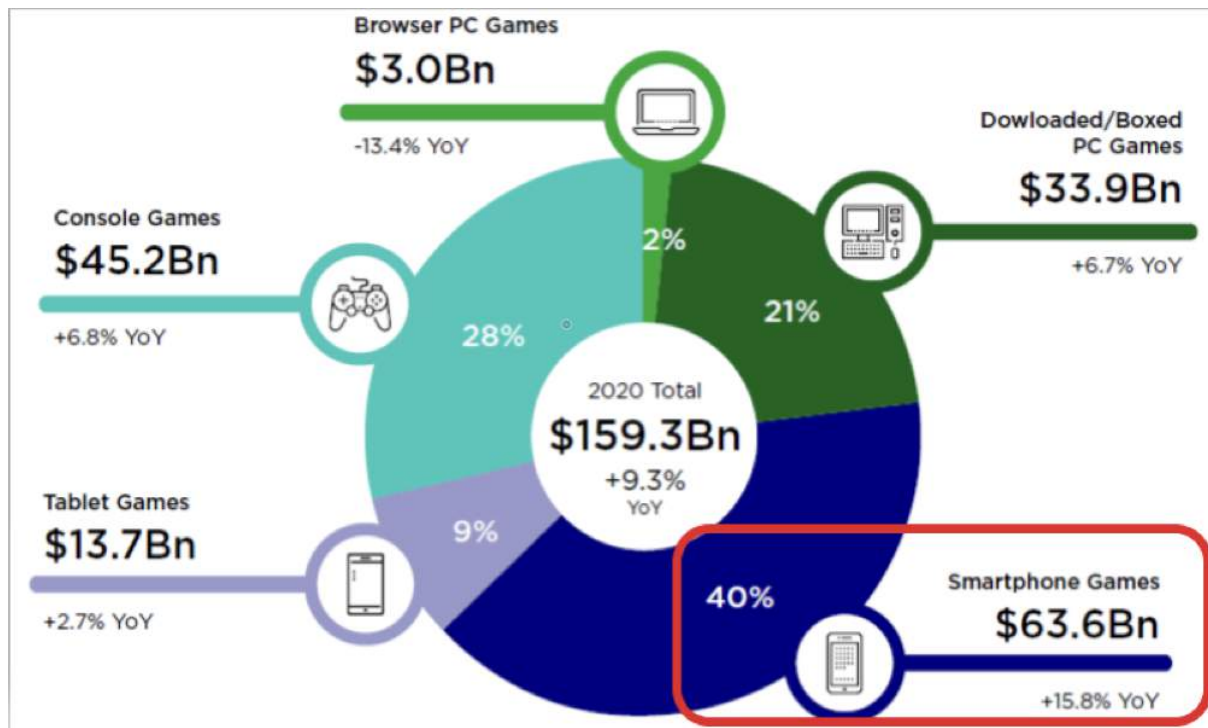 Browser PC Games
$3.0Bn
-13.4% YoY
Dowloaded/Boxed
PC Games
$33.9Bn
+6.7% YoY
Console Games
$45.2Bn
+6.8% YoY
2%
21%
28%
2020 Total
$159.3Bn
+9.3%
YoY
Tablet Games
$13.7Bn
+2.7% YoY
9%
40%
Smartphone Games
$63.6Bn
+15.8% YoY